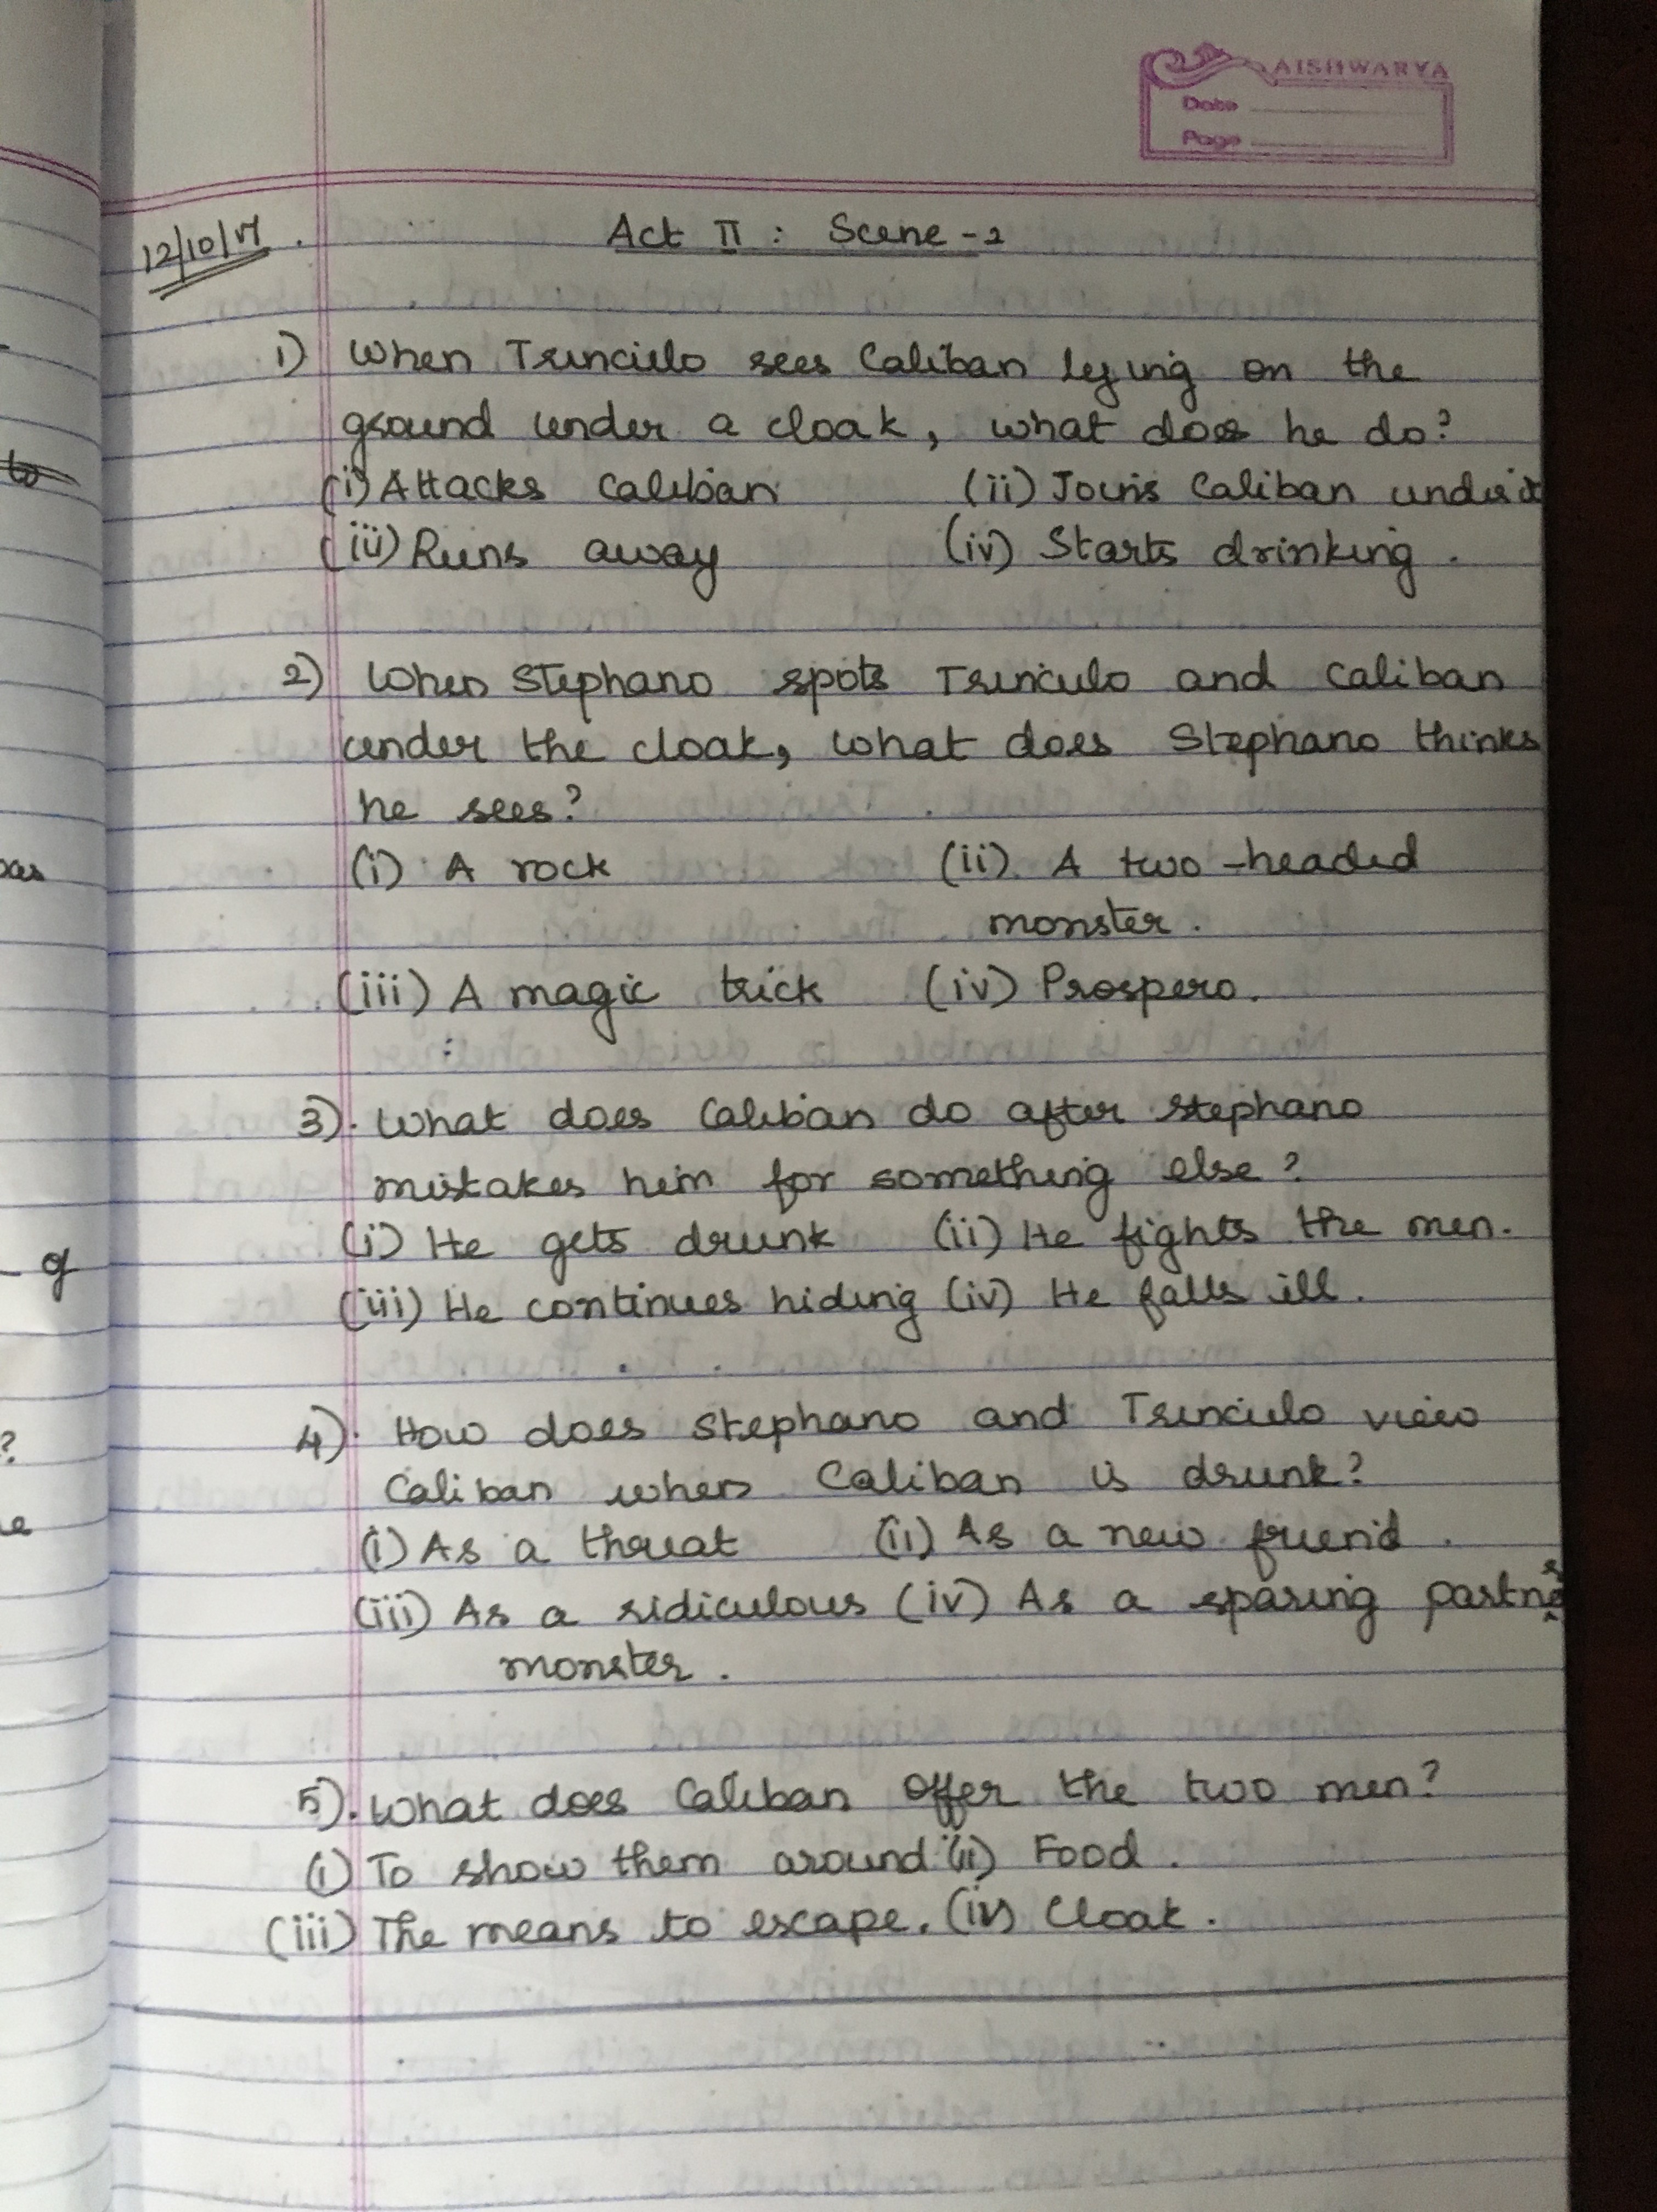 AISHWARYA
Date
Page
12/10/17.
Act II : Scene - 2
1) When Trinculo sees Caliban lying on the
ground under a cloak, what does he do?
(i) Attacks Caliban (ii) Joins Caliban under it
(iii) Runs away (iv) Starts drinking.
2) When Stephano spots Trinculo and Caliban
under the cloak, what does Stephano thinks
he sees?
(i) A rock (ii) A two-headed
monster.
(iii) A magic trick (iv) Prospero.
3). What does Caliban do after Stephano
mistakes him for something else?
(i) He gets drunk (ii) He fights the men.
(iii) He continues hiding (iv) He falls ill.
4). How does Stephano and Trinculo view
Caliban when Caliban is drunk?
(i) As a threat (ii) As a new friend.
(iii) As a ridiculous (iv) As a sparing partner
monster.
5). What does Caliban offer the two men?
(i) To show them around (ii) Food.
(iii) The means to escape. (iv) Cloak.